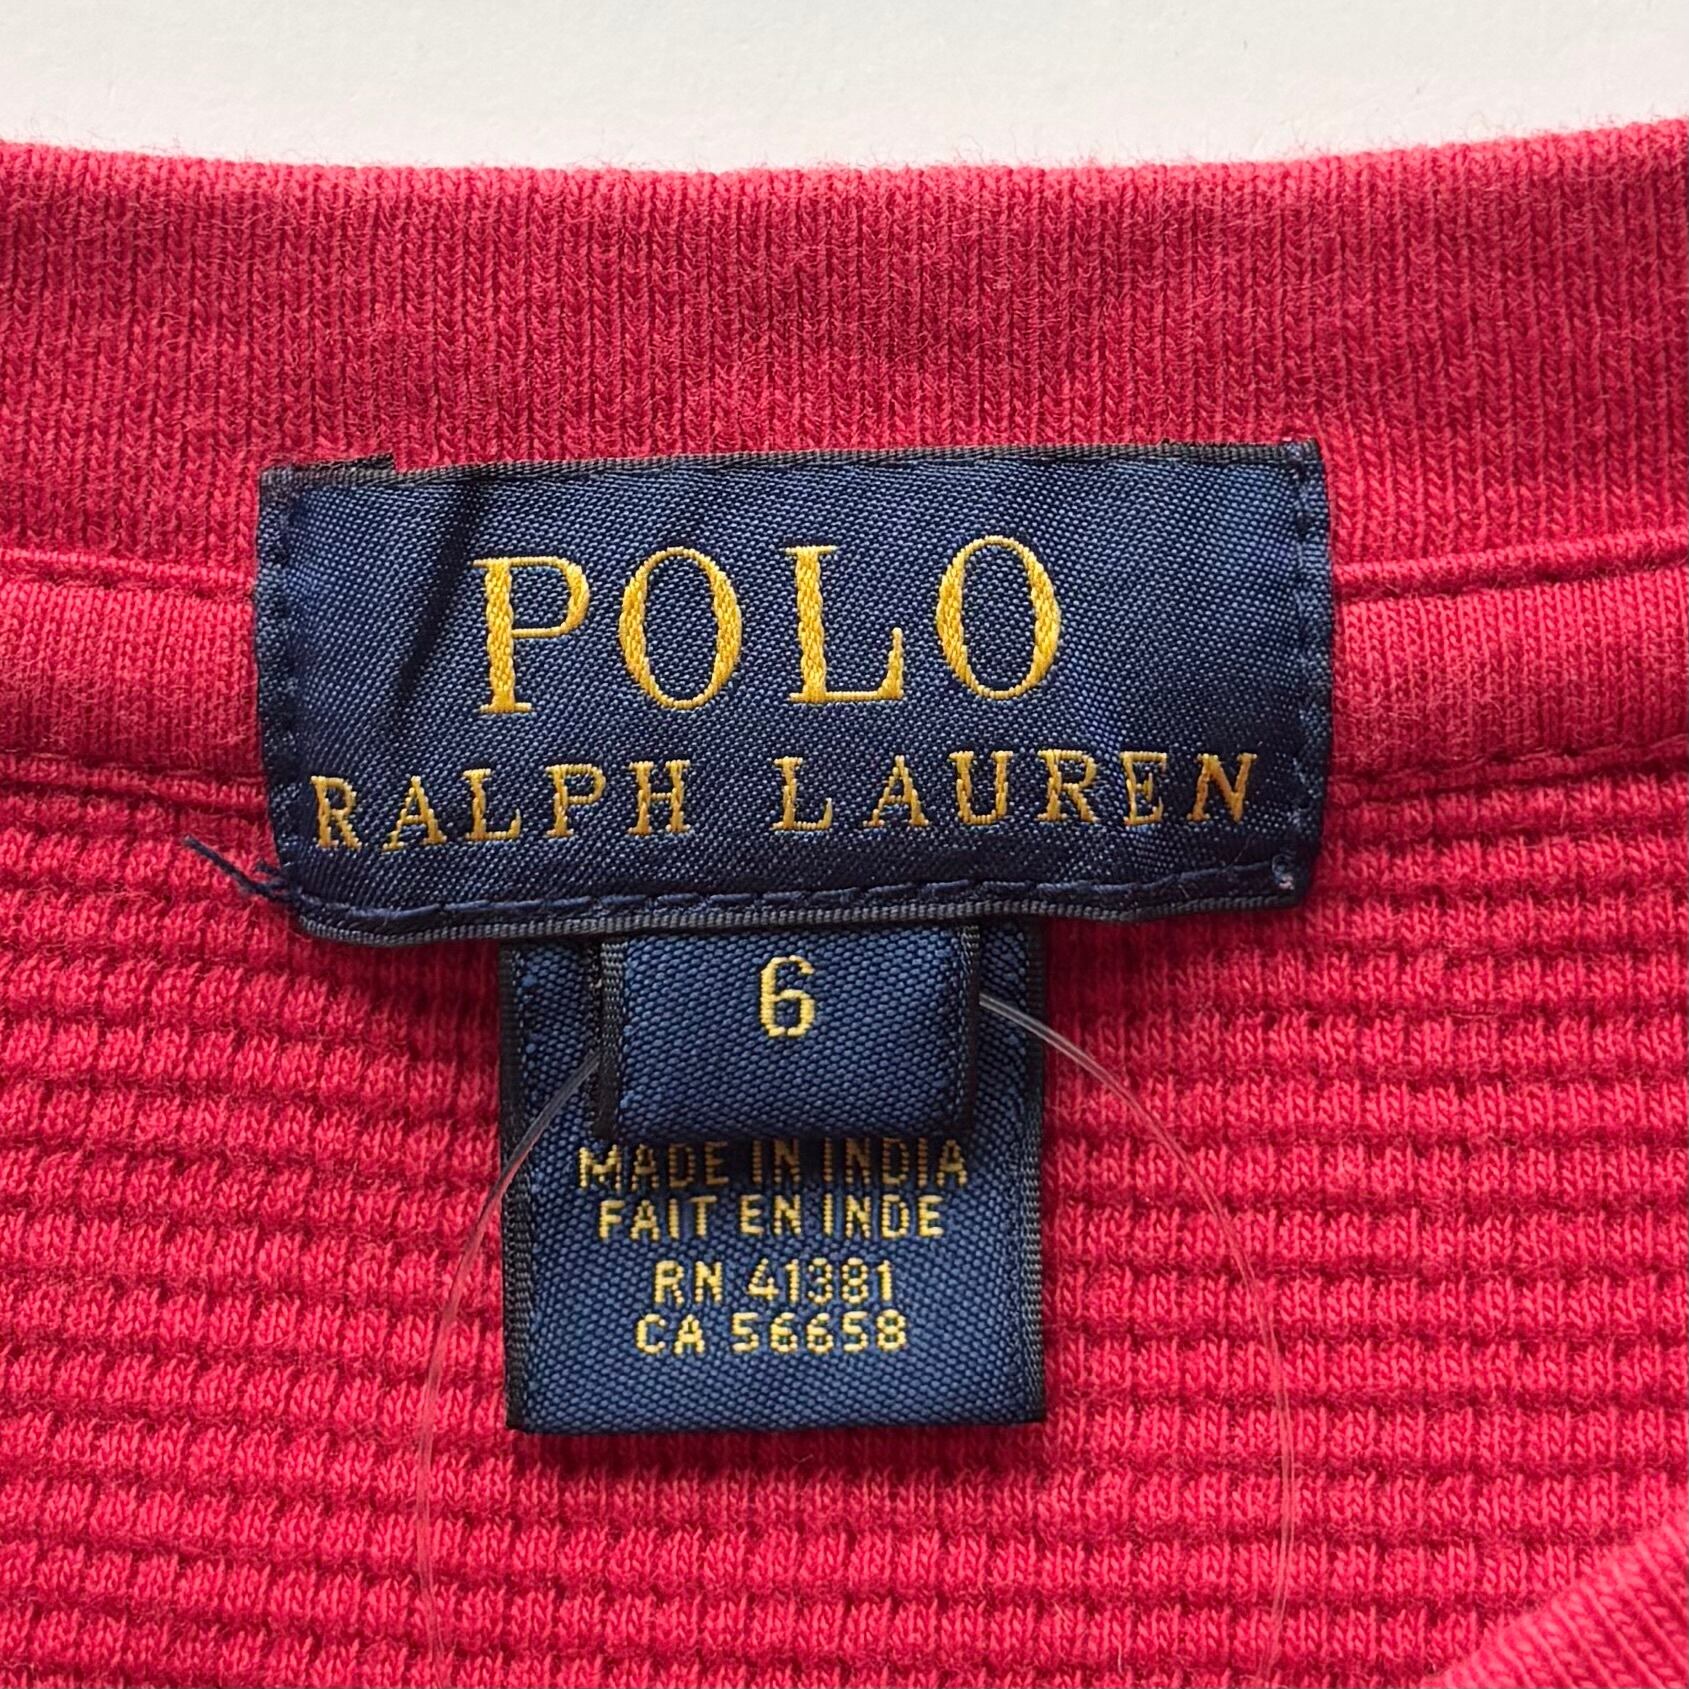 POLO
RALPH LAUREN
6
MADE IN INDIA
FAIT EN INDE
RN 41381
CA 56658